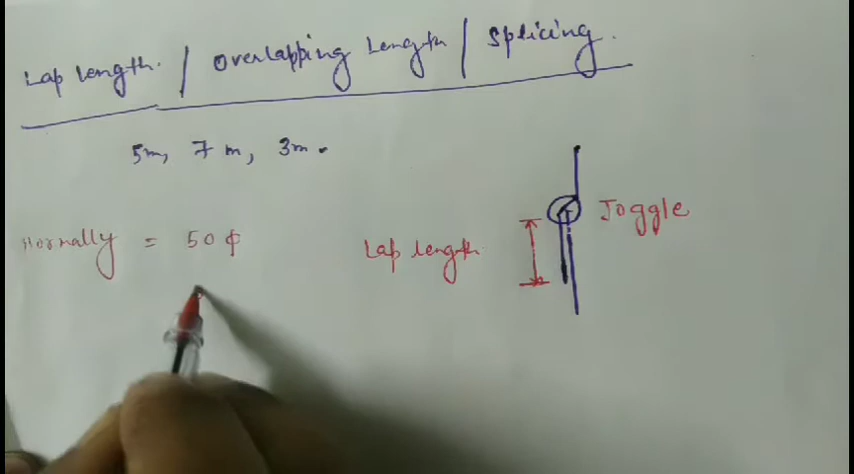 Lap length. / Overlapping Length / Splicing.
5m, 7m, 3m.
Normally = 50 ϕ
Lap length
Joggle